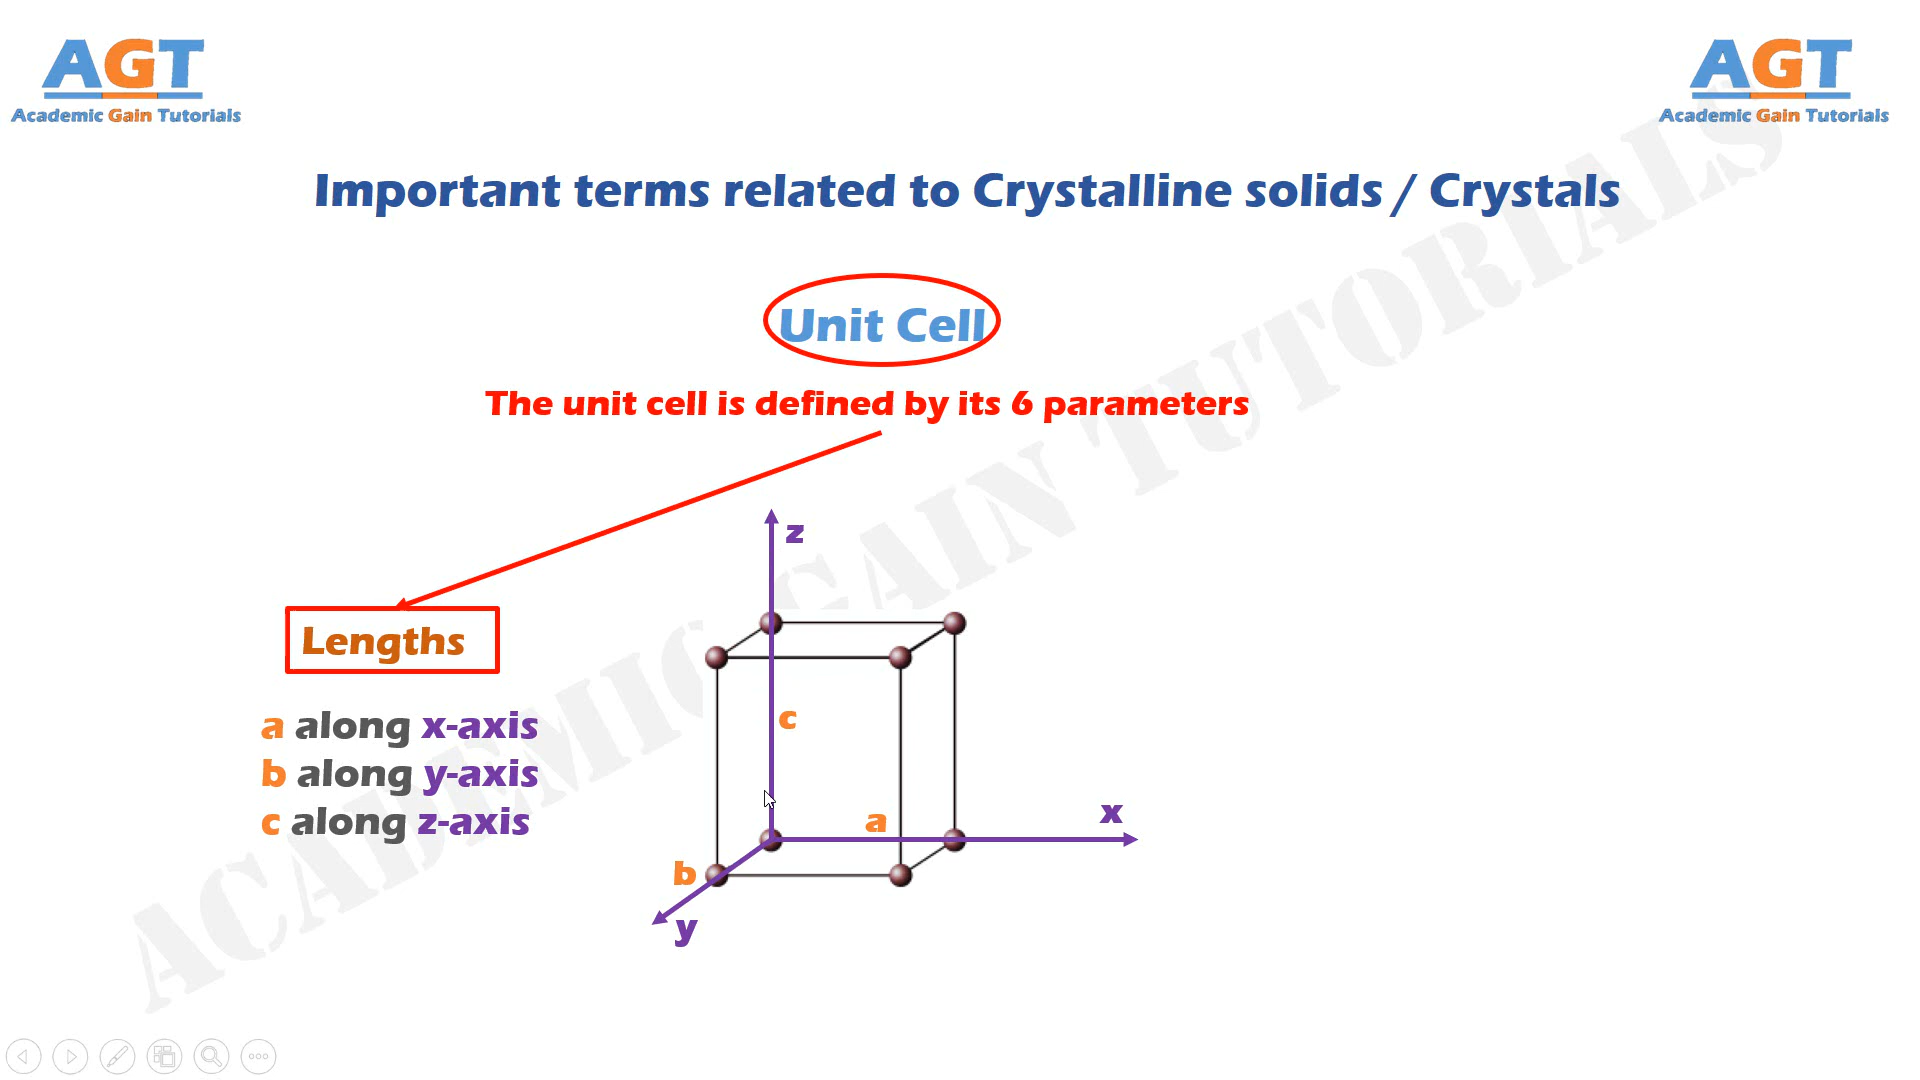 AGT
Academic Gain Tutorials
AGT
Academic Gain Tutorials
Important terms related to Crystalline solids / Crystals
Unit Cell
The unit cell is defined by its 6 parameters
Lengths
a along x-axis
b along y-axis
c along z-axis
z
c
a
x
b
y
ACADEMIC GAIN TUTORIALS